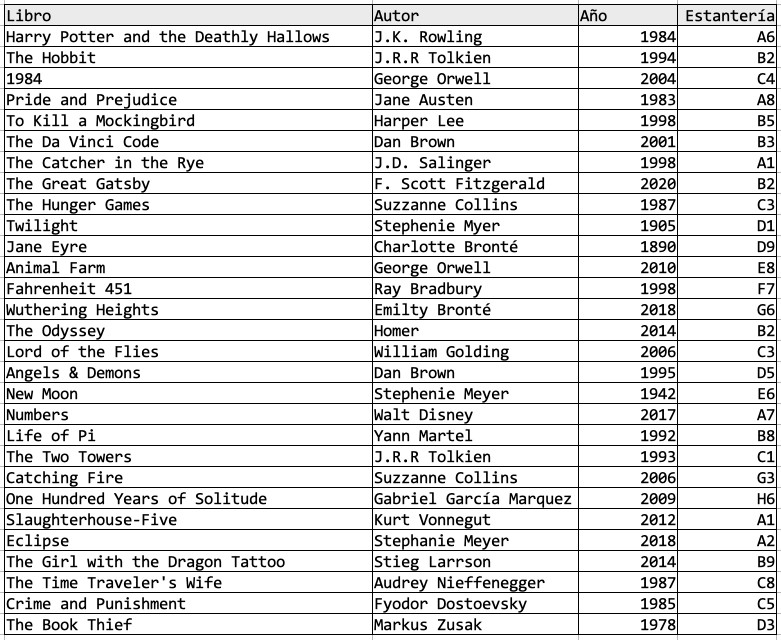 Libro Autor Año Estantería
Harry Potter and the Deathly Hallows J.K. Rowling 1984 A6
The Hobbit J.R.R Tolkien 1994 B2
1984 George Orwell 2004 C4
Pride and Prejudice Jane Austen 1983 A8
To Kill a Mockingbird Harper Lee 1998 B5
The Da Vinci Code Dan Brown 2001 B3
The Catcher in the Rye J.D. Salinger 1998 A1
The Great Gatsby F. Scott Fitzgerald 2020 B2
The Hunger Games Suzzanne Collins 1987 C3
Twilight Stephenie Myer 1905 D1
Jane Eyre Charlotte Bronté 1890 D9
Animal Farm George Orwell 2010 E8
Fahrenheit 451 Ray Bradbury 1998 F7
Wuthering Heights Emilty Bronté 2018 G6
The Odyssey Homer 2014 B2
Lord of the Flies William Golding 2006 C3
Angels & Demons Dan Brown 1995 D5
New Moon Stephenie Meyer 1942 E6
Numbers Walt Disney 2017 A7
Life of Pi Yann Martel 1992 B8
The Two Towers J.R.R Tolkien 1993 C1
Catching Fire Suzzanne Collins 2006 G3
One Hundred Years of Solitude Gabriel García Marquez 2009 H6
Slaughterhouse-Five Kurt Vonnegut 2012 A1
Eclipse Stephanie Meyer 2018 A2
The Girl with the Dragon Tattoo Stieg Larrson 2014 B9
The Time Traveler's Wife Audrey Nieffenegger 1987 C8
Crime and Punishment Fyodor Dostoevsky 1985 C5
The Book Thief Markus Zusak 1978 D3